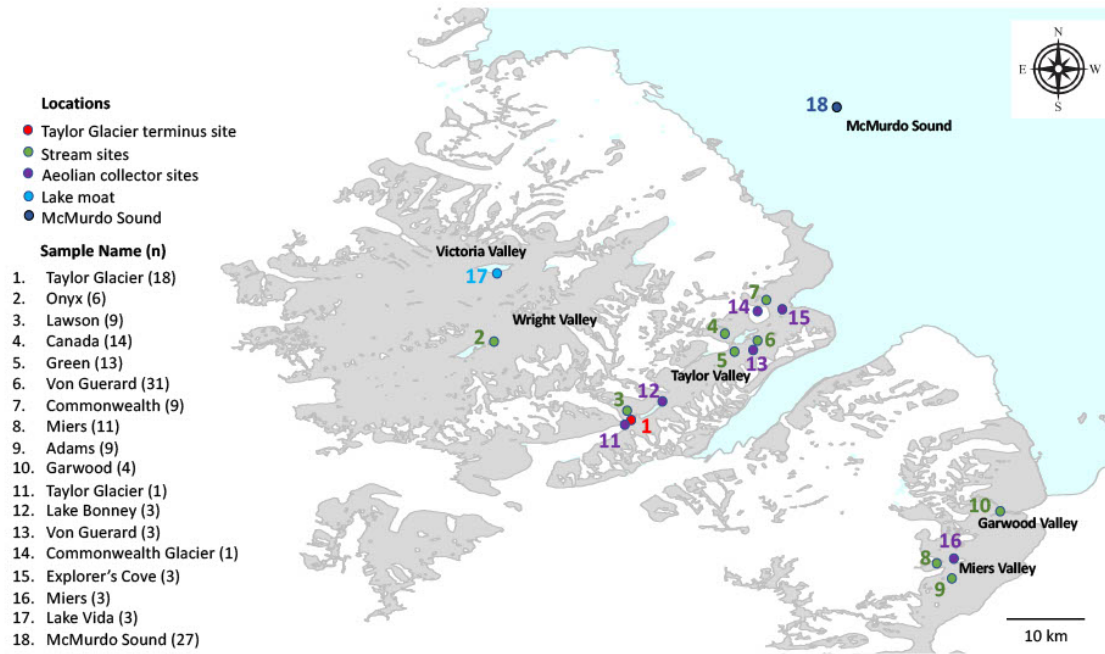 Locations
Taylor Glacier terminus site
Stream sites
Aeolian collector sites
Lake moat
McMurdo Sound
Sample Name (n)
1. Taylor Glacier (18)
2. Onyx (6)
3. Lawson (9)
4. Canada (14)
5. Green (13)
6. Von Guerard (31)
7. Commonwealth (9)
8. Miers (11)
9. Adams (9)
10. Garwood (4)
11. Taylor Glacier (1)
12. Lake Bonney (3)
13. Von Guerard (3)
14. Commonwealth Glacier (1)
15. Explorer's Cove (3)
16. Miers (3)
17. Lake Vida (3)
18. McMurdo Sound (27)
N
E W
S
18
McMurdo Sound
Victoria Valley
17
7
14
15
Wright Valley
2
4
6
5
13
Taylor Valley
12
3
1
11
10
Garwood Valley
16
8
Miers Valley
9
10 km